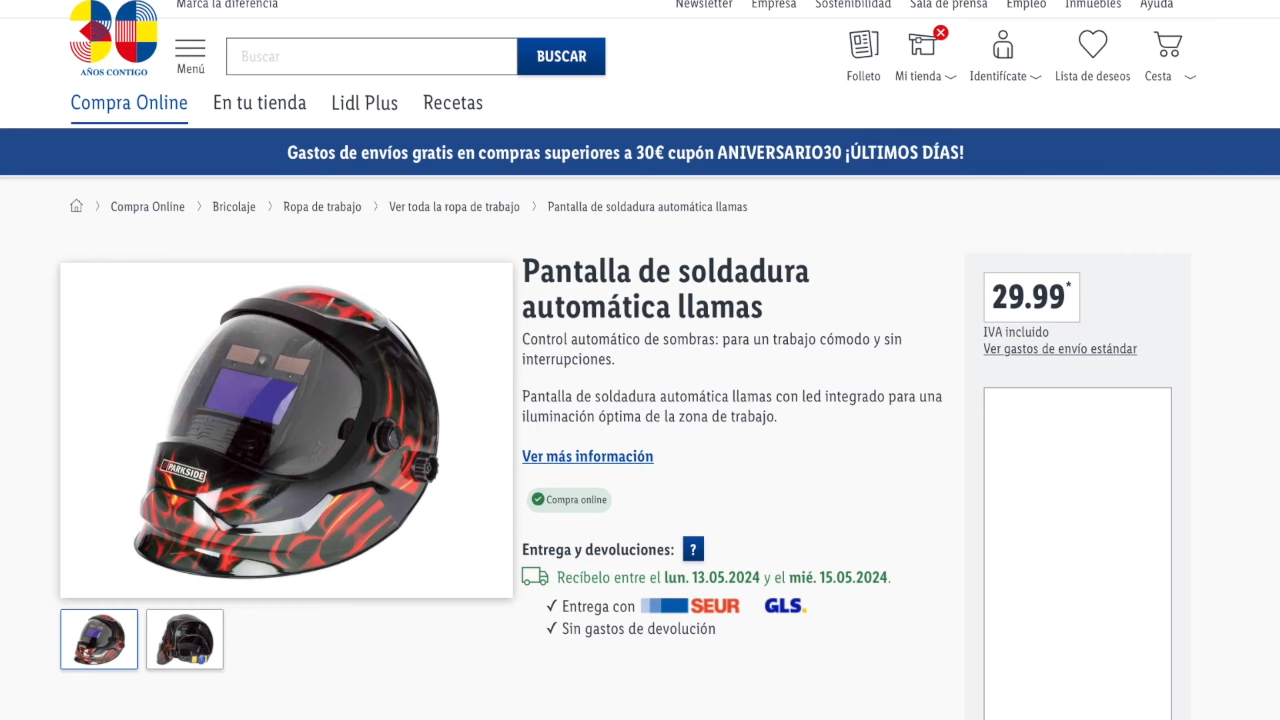 Marca la diferencia
Newsletter Empresa Sostenibilidad Sala de prensa Empleo Inmuebles Ayuda
30
AÑOS CONTIGO
Menú
Buscar
BUSCAR
Folleto
Mi tienda
Identifícate
Lista de deseos
Cesta
Compra Online En tu tienda Lidl Plus Recetas
Gastos de envíos gratis en compras superiores a 30€ cupón ANIVERSARIO30 ¡ÚLTIMOS DÍAS!
Compra Online > Bricolaje > Ropa de trabajo > Ver toda la ropa de trabajo > Pantalla de soldadura automática llamas
PARKSIDE
Pantalla de soldadura
automática llamas
Control automático de sombras: para un trabajo cómodo y sin
interrupciones.
Pantalla de soldadura automática llamas con led integrado para una
iluminación óptima de la zona de trabajo.
Ver más información
Compra online
Entrega y devoluciones: ?
Recíbelo entre el lun. 13.05.2024 y el mié. 15.05.2024.
✓ Entrega con SEUR GLS.
✓ Sin gastos de devolución
29.99*
IVA incluido
Ver gastos de envío estándar